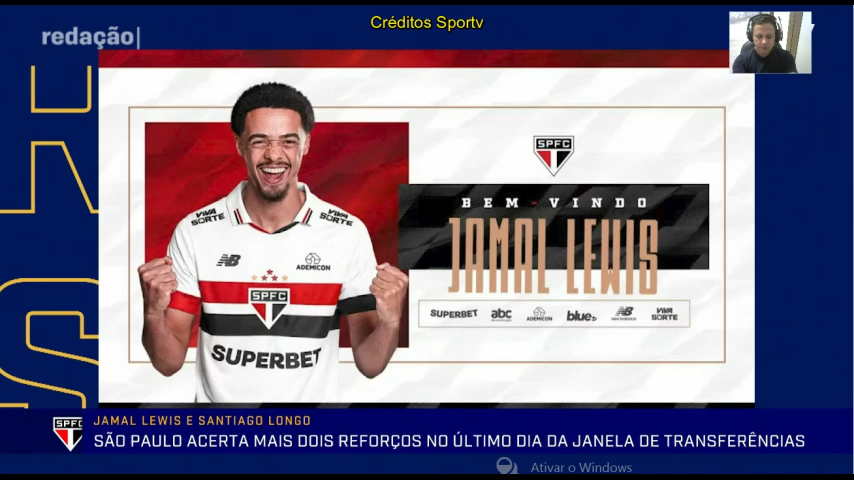 Créditos Sportv
redação|
SPFC
BEM-VINDO
JAMAL LEWIS
VIVA SORTE
VIVA SORTE
NB
ADEMICON
SPFC
SUPERBET
SUPERBET abc ADEMICON blue NB VIVA SORTE
SPFC
JAMAL LEWIS E SANTIAGO LONGO
SÃO PAULO ACERTA MAIS DOIS REFORÇOS NO ÚLTIMO DIA DA JANELA DE TRANSFERÊNCIAS
Ativar o Windows